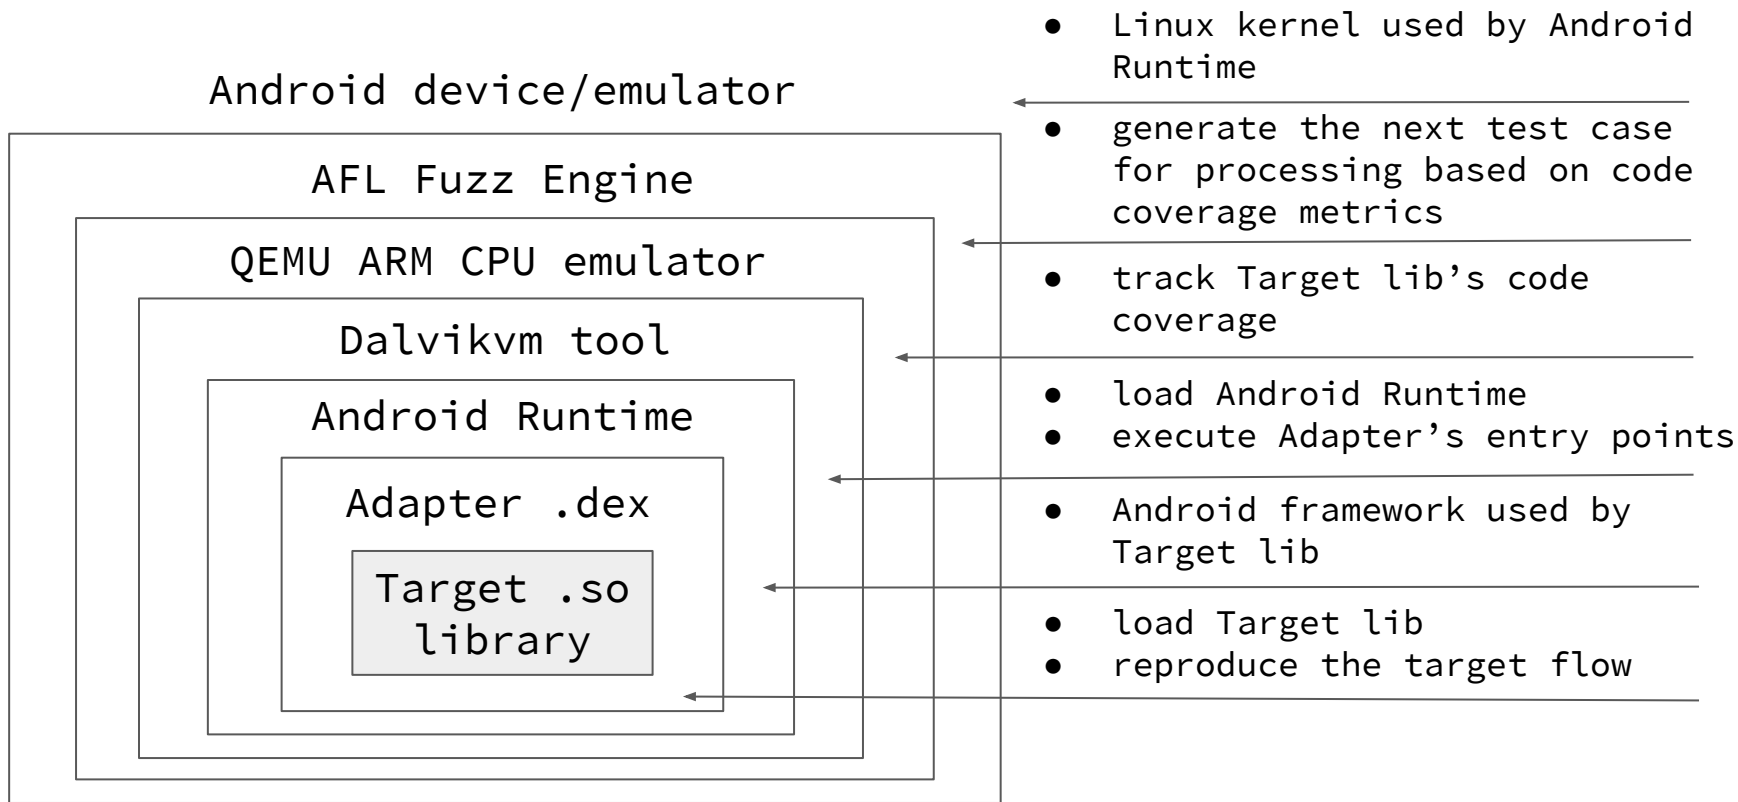 Android device/emulator
AFL Fuzz Engine
QEMU ARM CPU emulator
Dalvikvm tool
Android Runtime
Adapter .dex
Target .so
library
● Linux kernel used by Android
Runtime
● generate the next test case
for processing based on code
coverage metrics
● track Target lib’s code
coverage
● load Android Runtime
● execute Adapter’s entry points
● Android framework used by
Target lib
● load Target lib
● reproduce the target flow